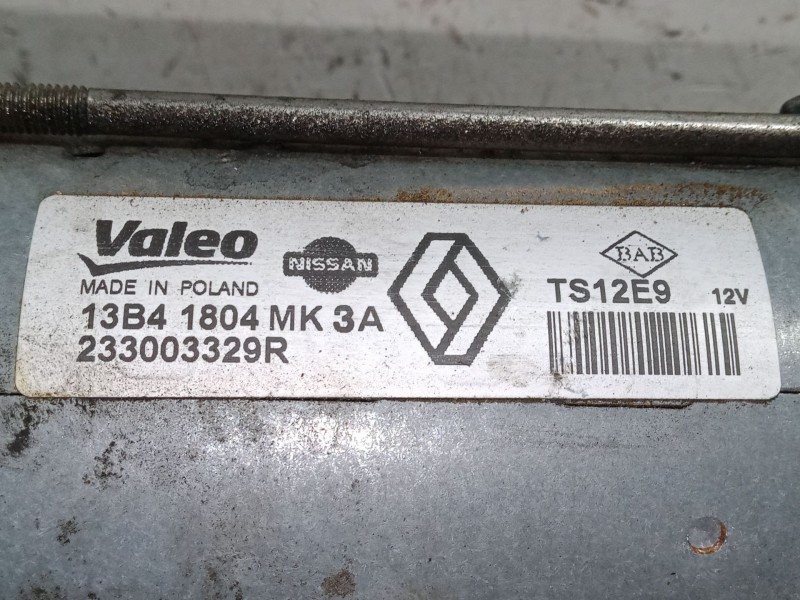 Valeo
MADE IN POLAND
13B4 1804 MK 3A
233003329R
NISSAN
BAB
TS12E9 12V